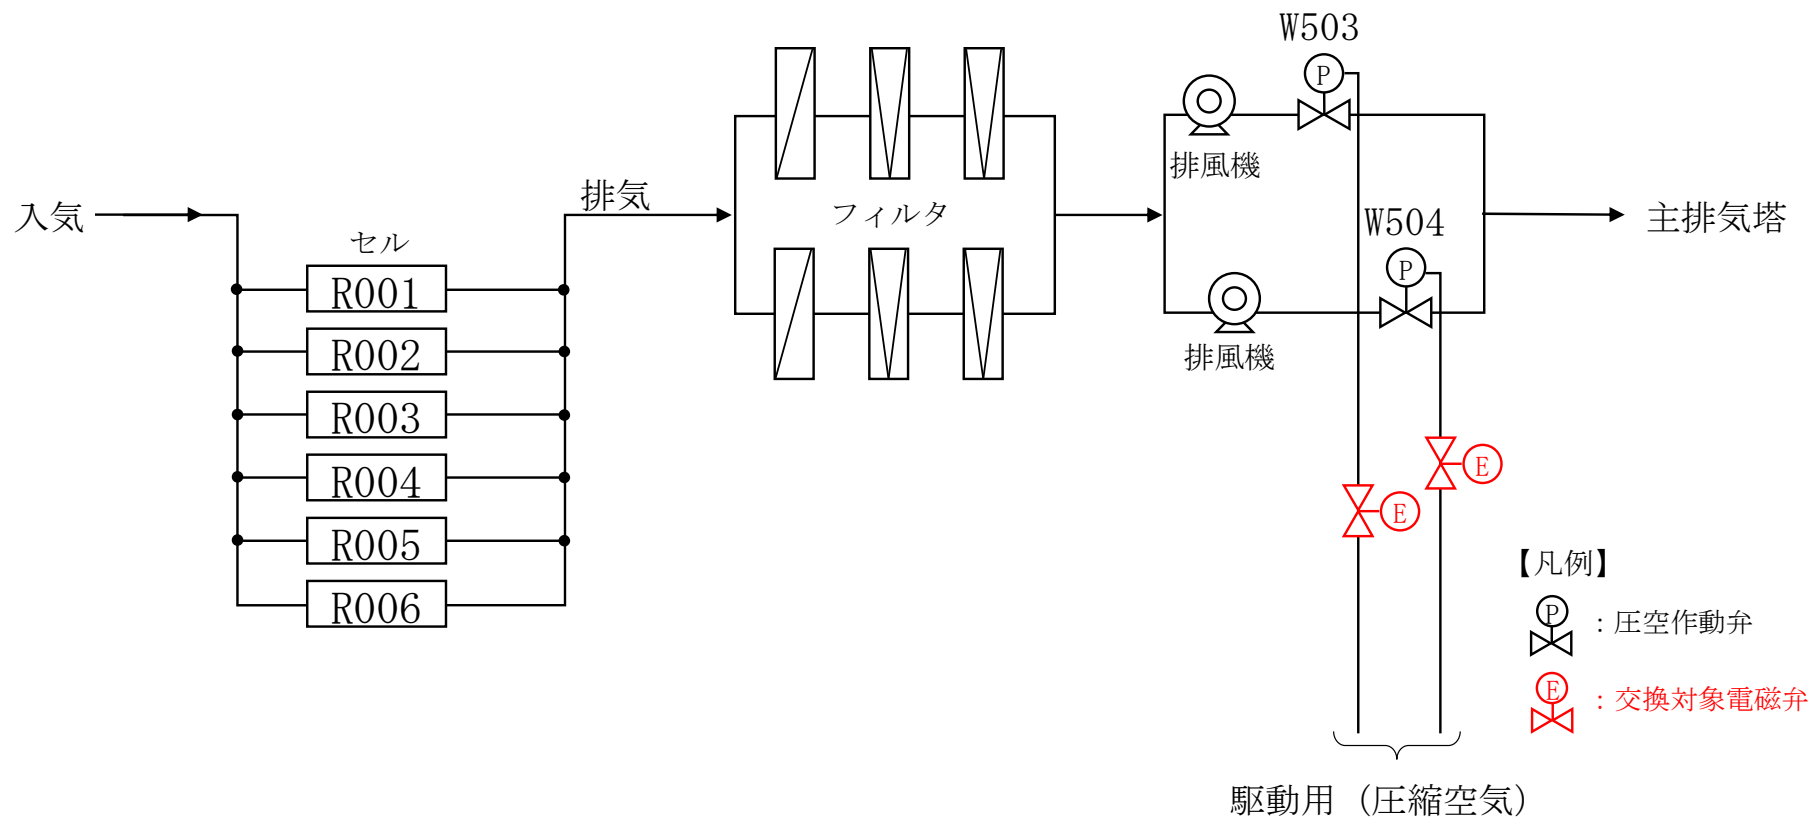 W503
P
排風機
入気
排気
フィルタ
W504
主排気塔
セル
P
R001
R002
排風機
R003
R004
E
E
R005
【凡例】
R006
P
：圧空作動弁
E
：交換対象電磁弁
駆動用（圧縮空気）